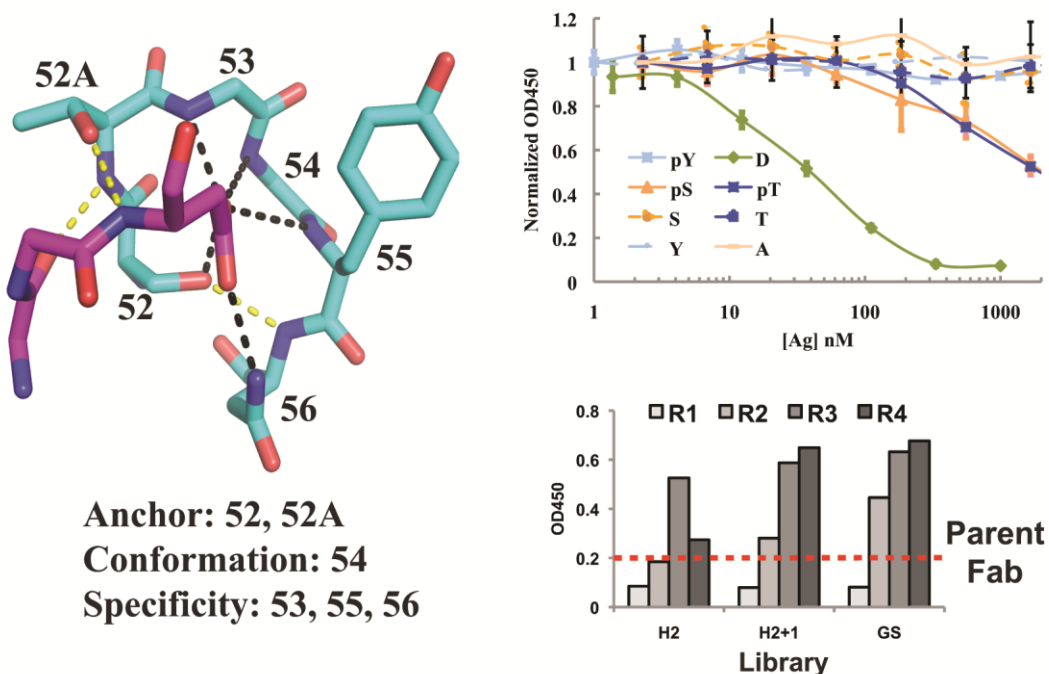 52A
53
54
55
52
56
Anchor: 52, 52A
Conformation: 54
Specificity: 53, 55, 56
Normalized OD450
1.2
1
0.8
0.6
0.4
0.2
0
pY
D
pS
pT
S
T
Y
A
1
10
100
1000
[Ag] nM
OD450
0.8
0.6
0.4
0.2
0
R1
R2
R3
R4
Parent
Fab
H2
H2+1
GS
Library